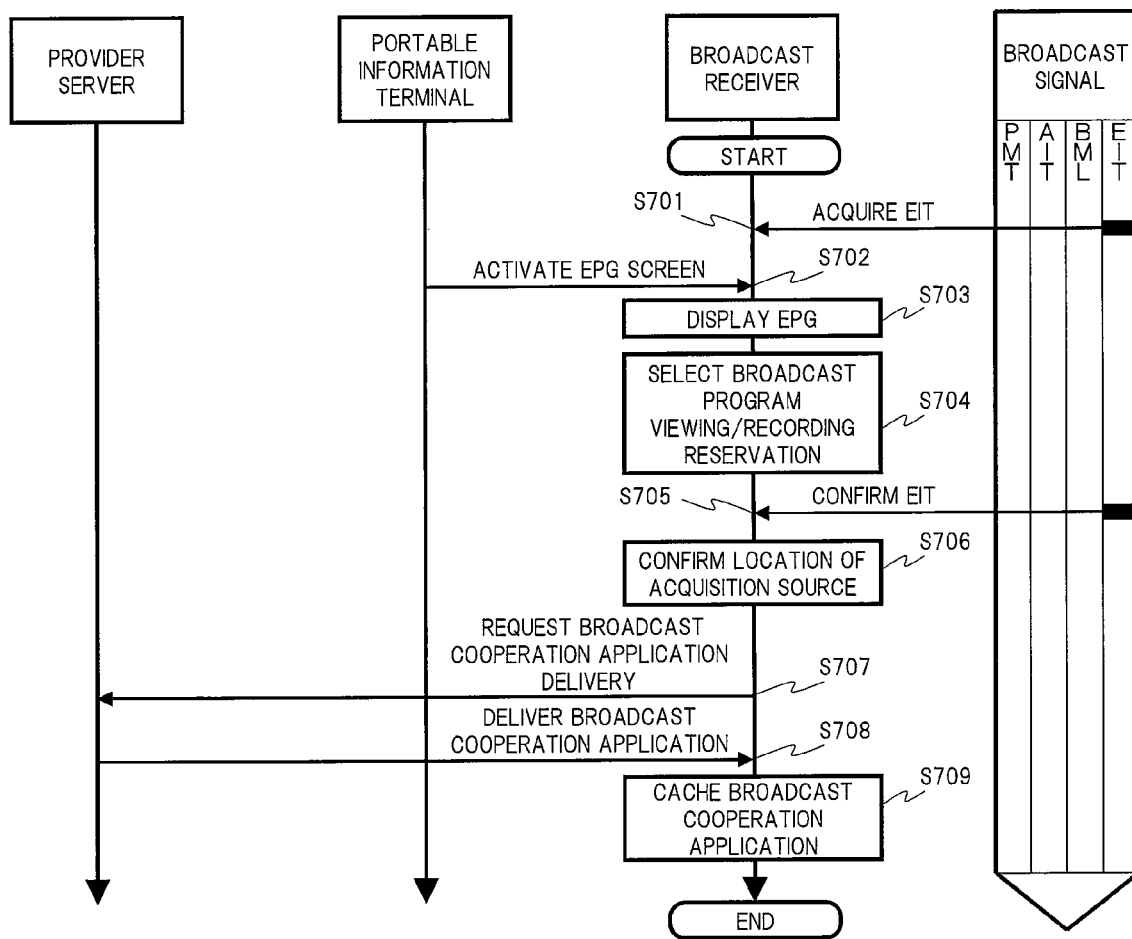 PROVIDER
SERVER
PORTABLE
INFORMATION
TERMINAL
BROADCAST
RECEIVER
BROADCAST
SIGNAL
PMT
AIT
BML
EIT
START
S701
ACQUIRE EIT
ACTIVATE EPG SCREEN
S702
DISPLAY EPG
S703
SELECT BROADCAST
PROGRAM
VIEWING/RECORDING
RESERVATION
S704
S705
CONFIRM EIT
CONFIRM LOCATION OF
ACQUISITION SOURCE
S706
REQUEST BROADCAST
COOPERATION APPLICATION
DELIVERY
S707
DELIVER BROADCAST
COOPERATION APPLICATION
S708
CACHE BROADCAST
COOPERATION
APPLICATION
S709
END